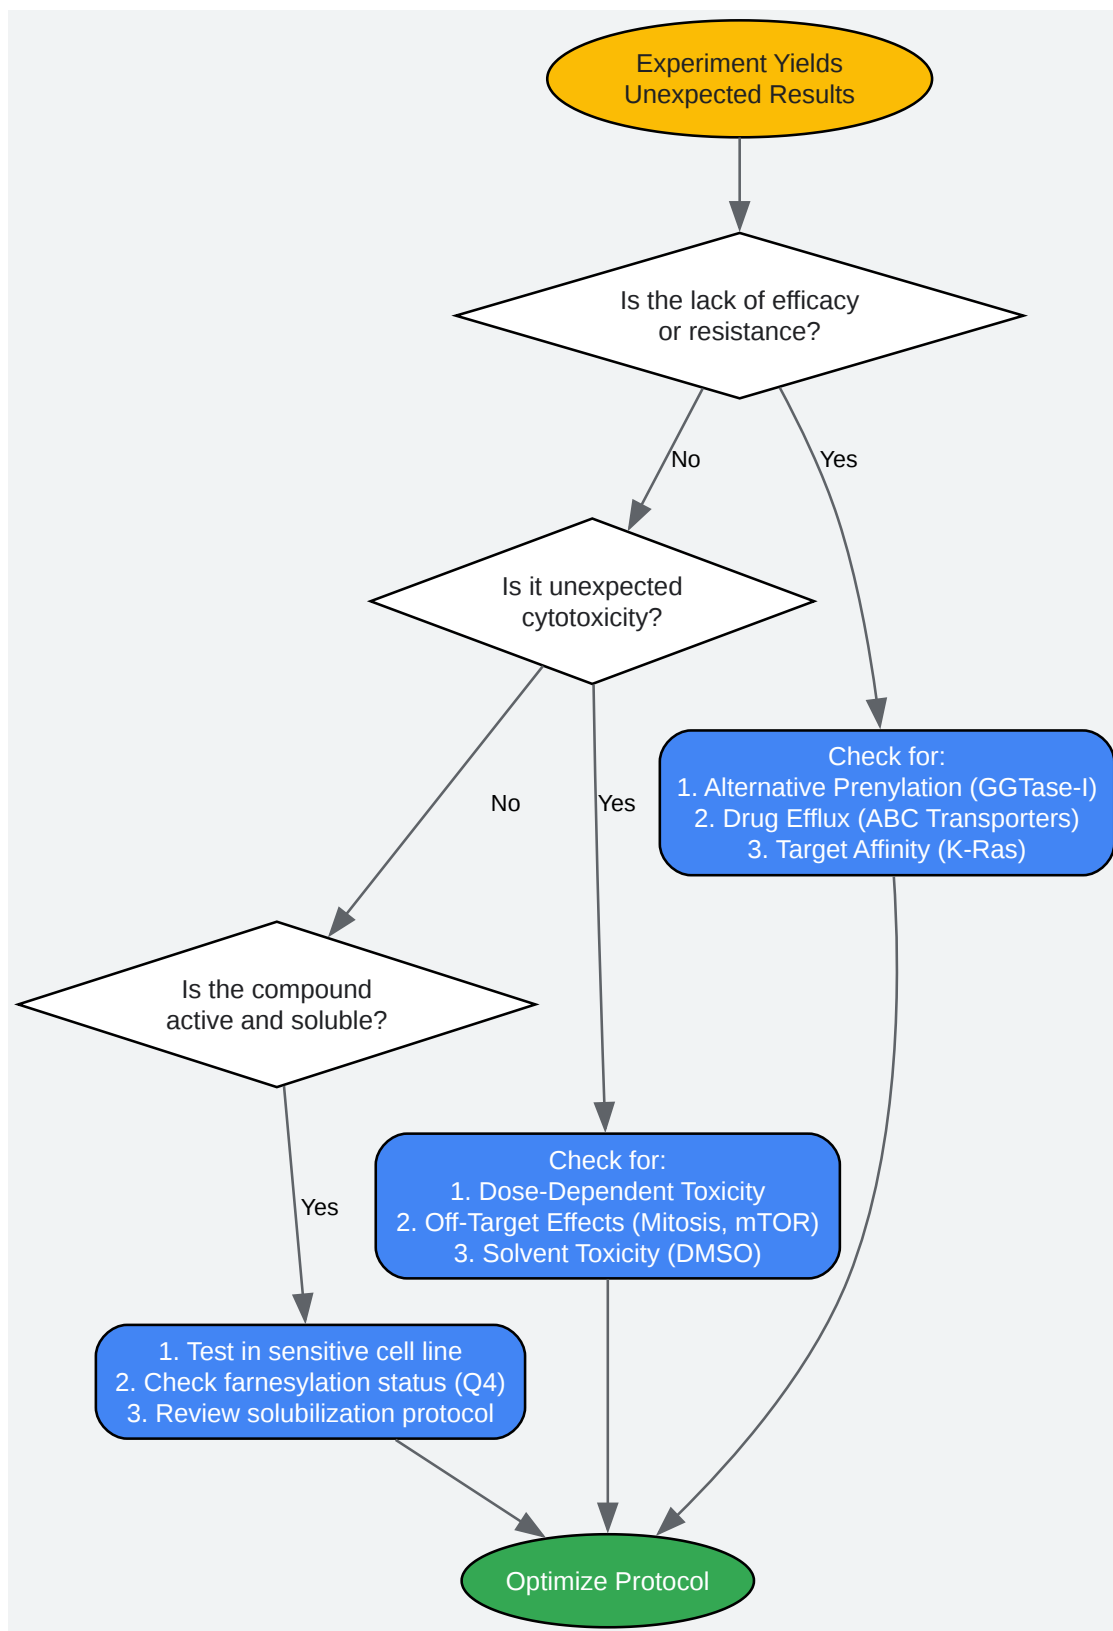 Experiment Yields
Unexpected Results
Is the lack of efficacy
or resistance?
No
Yes
Is it unexpected
cytotoxicity?
Check for:
1. Alternative Prenylation (GGTase-I)
2. Drug Efflux (ABC Transporters)
3. Target Affinity (K-Ras)
No
Yes
Is the compound
active and soluble?
Check for:
1. Dose-Dependent Toxicity
2. Off-Target Effects (Mitosis, mTOR)
3. Solvent Toxicity (DMSO)
Yes
1. Test in sensitive cell line
2. Check farnesylation status (Q4)
3. Review solubilization protocol
Optimize Protocol